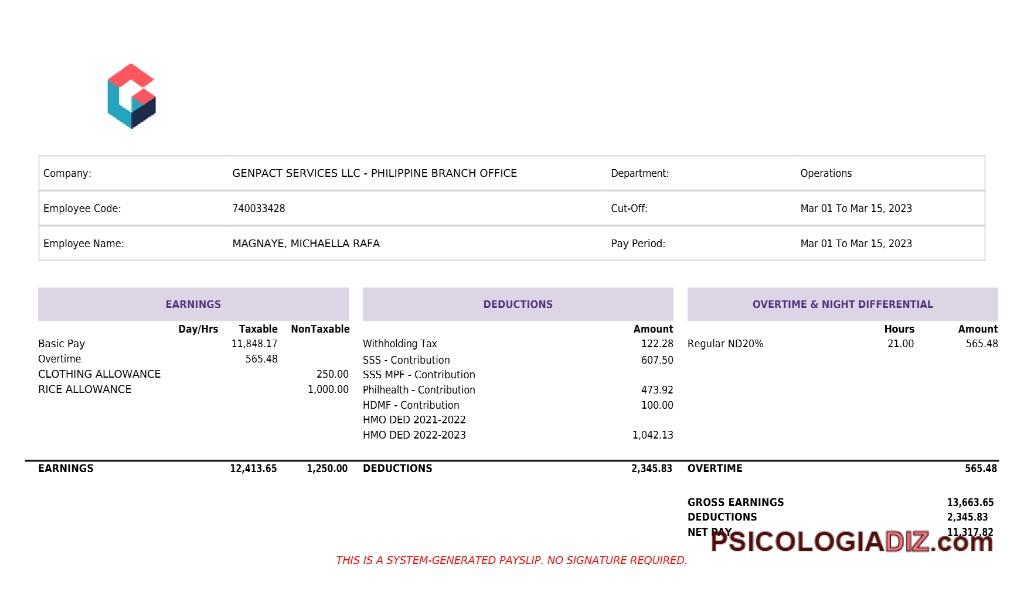 Company: GENPACT SERVICES LLC - PHILIPPINE BRANCH OFFICE Department: Operations
Employee Code: 740033428 Cut-Off: Mar 01 To Mar 15, 2023
Employee Name: MAGNAYE, MICHAELLA RAFA Pay Period: Mar 01 To Mar 15, 2023
EARNINGS DEDUCTIONS OVERTIME & NIGHT DIFFERENTIAL
Day/Hrs Taxable NonTaxable Amount Hours Amount
Basic Pay 11,848.17 Withholding Tax 122.28 Regular ND20% 21.00 565.48
Overtime 565.48 SSS - Contribution 607.50
CLOTHING ALLOWANCE 250.00 SSS MPF - Contribution
RICE ALLOWANCE 1,000.00 Philhealth - Contribution 473.92
HDMF - Contribution 100.00
HMO DED 2021-2022
HMO DED 2022-2023 1,042.13
EARNINGS 12,413.65 1,250.00 DEDUCTIONS 2,345.83 OVERTIME 565.48
GROSS EARNINGS 13,663.65
DEDUCTIONS 2,345.83
NET PAY 11,317.82
PSICOLOGIADIZ.com
THIS IS A SYSTEM-GENERATED PAYSLIP. NO SIGNATURE REQUIRED.